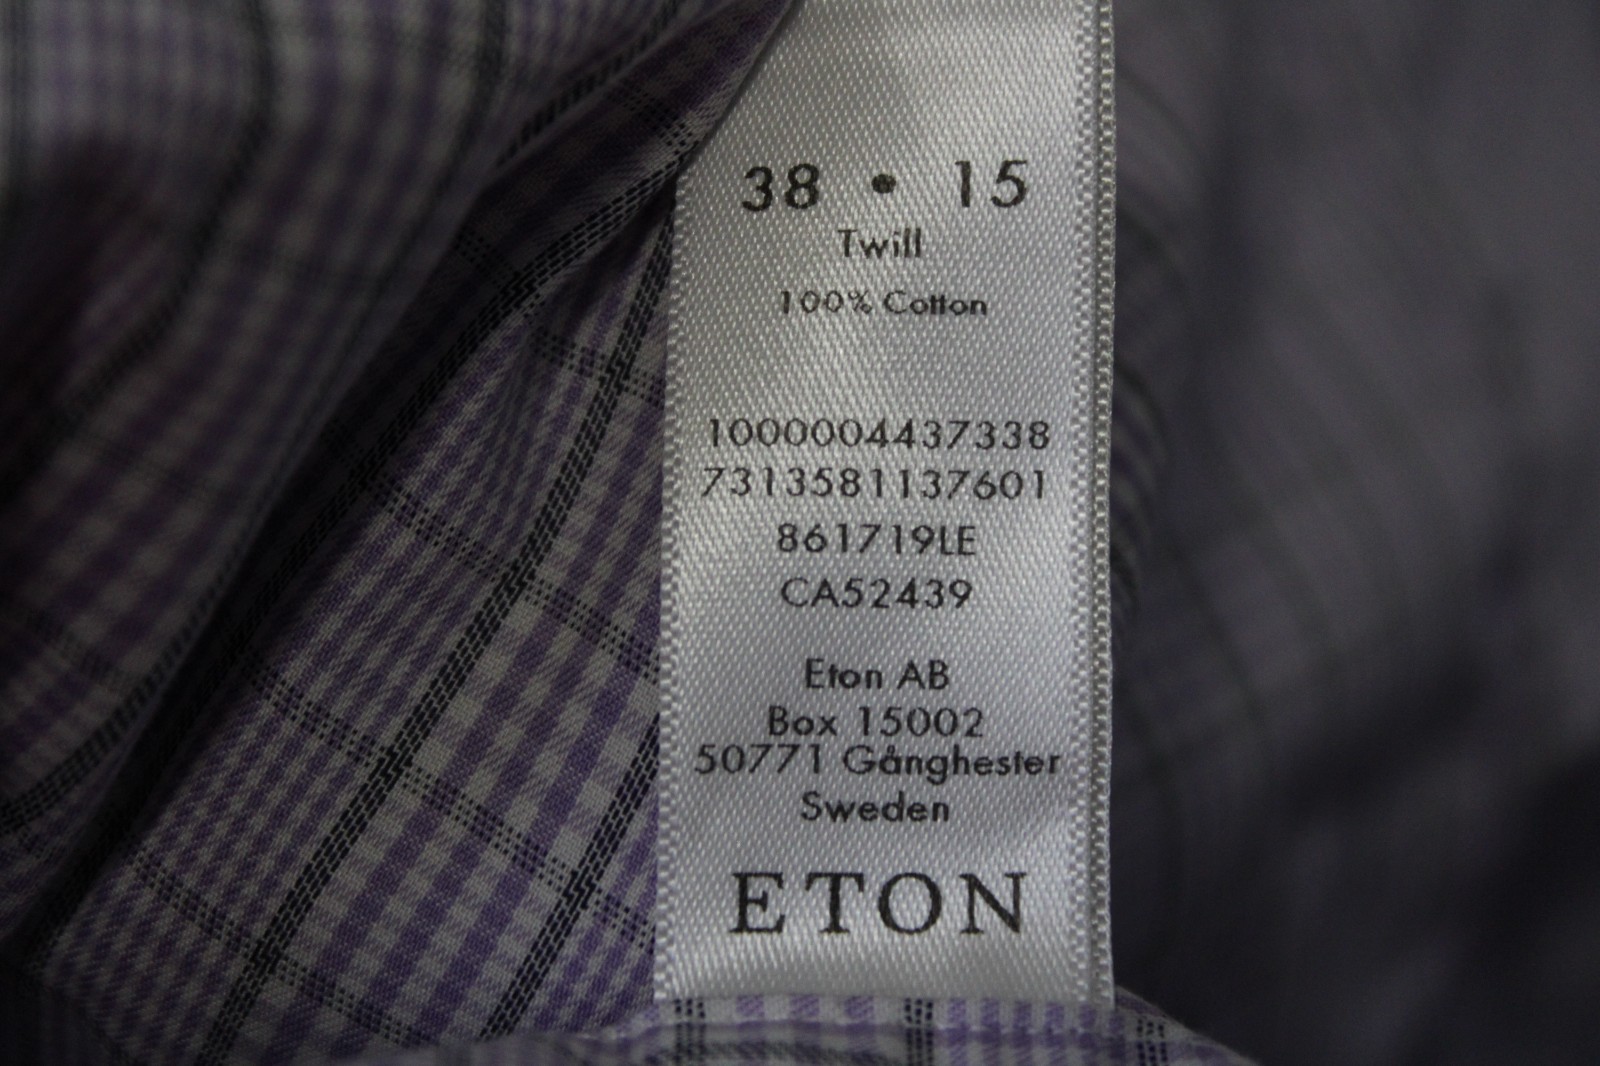 38 • 15
Twill
100% Cotton
1000004437338
7313581137601
861719LE
CA52439
Eton AB
Box 15002
50771 Gånghester
Sweden
ETON